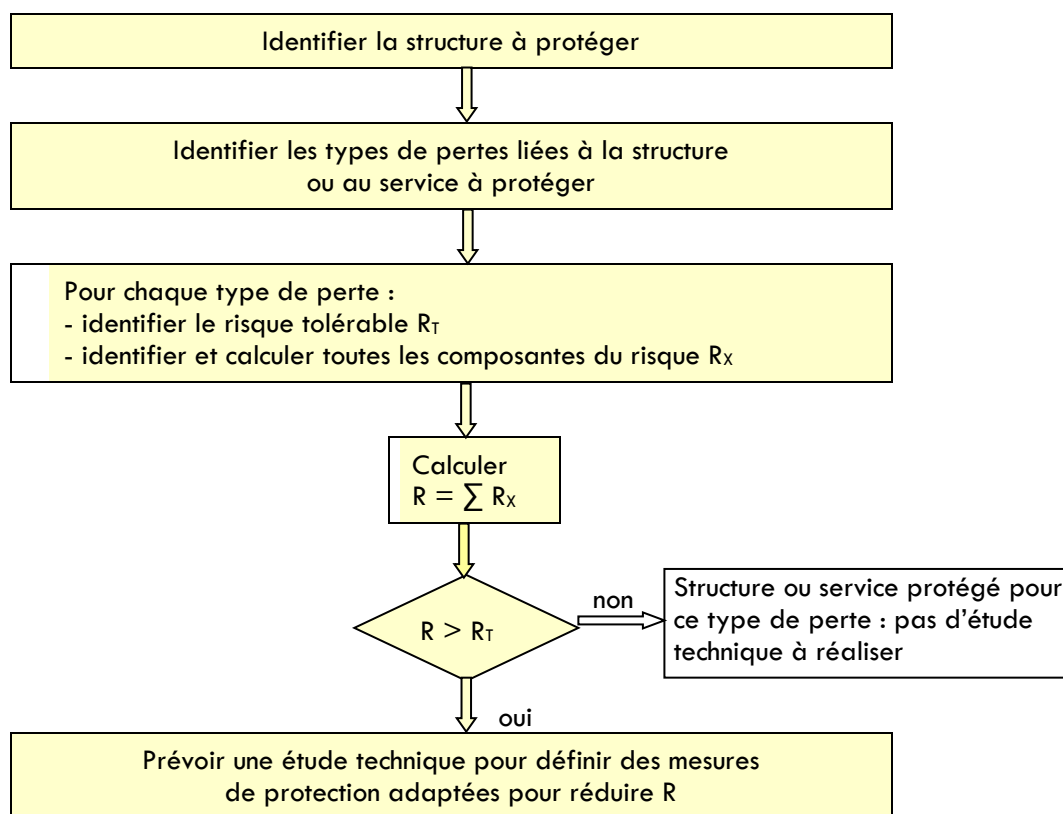 Identifier la structure à protéger
Identifier les types de pertes liées à la structure
ou au service à protéger
Pour chaque type de perte :
- identifier le risque tolérable RT
- identifier et calculer toutes les composantes du risque RX
Calculer
R = ∑ RX
R > RT
non
Structure ou service protégé pour
ce type de perte : pas d’étude
technique à réaliser
oui
Prévoir une étude technique pour définir des mesures
de protection adaptées pour réduire R